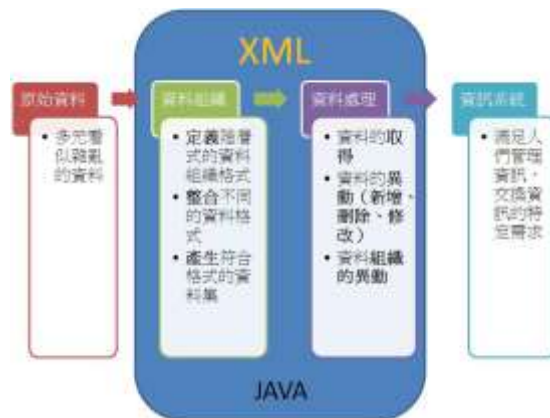 XML
原始資料
資料組織
資料處理
資訊系統
• 多元看
似雜亂
的資料
• 定義階層
式的資料
組織格式
• 整合不同
的資料格
式
• 產生符合
格式的資
料集
• 資料的取
得
• 資料的異
動（新增、
刪除、修
改）
• 資料組織
的異動
• 滿足人
們管理
資訊，
交換資
訊的特
定需求
JAVA